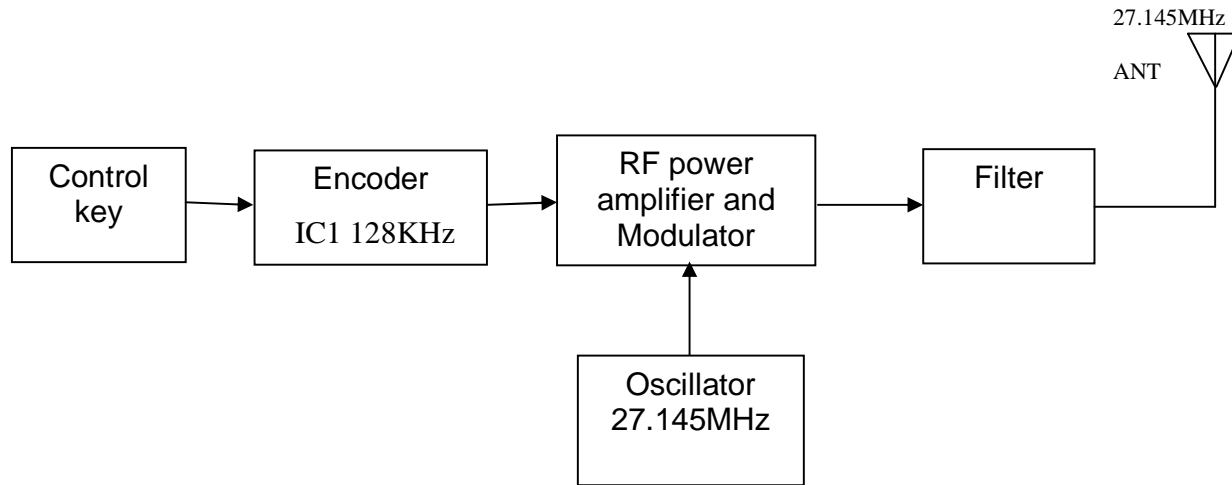 27.145MHz
ANT
Control
key
Encoder
IC1 128KHz
RF power
amplifier and
Modulator
Filter
Oscillator
27.145MHz